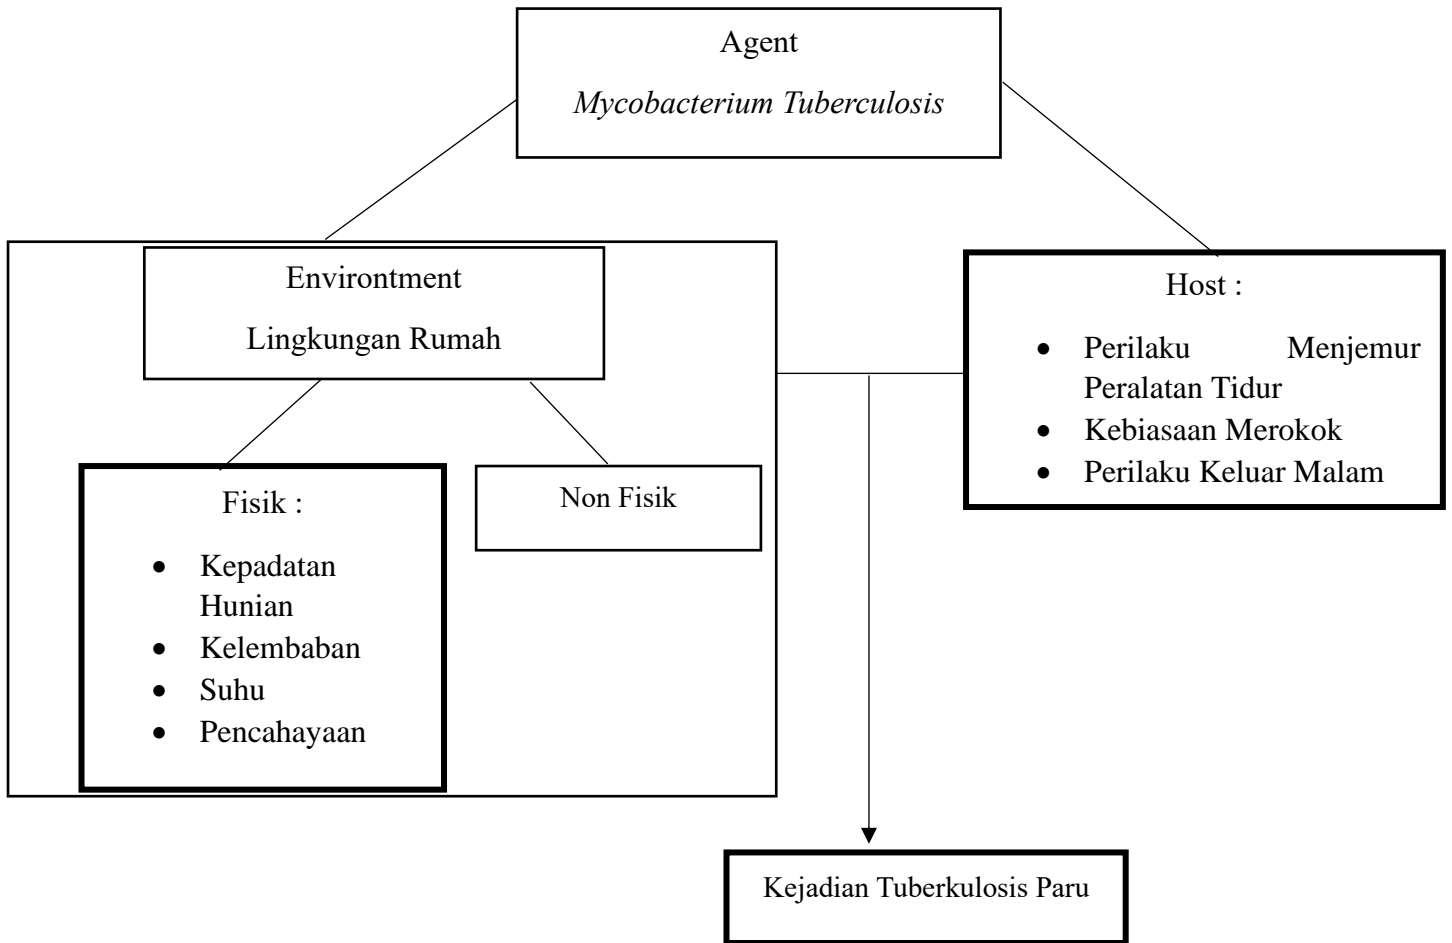 Agent
Mycobacterium Tuberculosis
Environtment
Lingkungan Rumah
Fisik :
• Kepadatan
Hunian
• Kelembaban
• Suhu
• Pencahayaan
Non Fisik
Host :
• Perilaku Menjemur
Peralatan Tidur
• Kebiasaan Merokok
• Perilaku Keluar Malam
Kejadian Tuberkulosis Paru